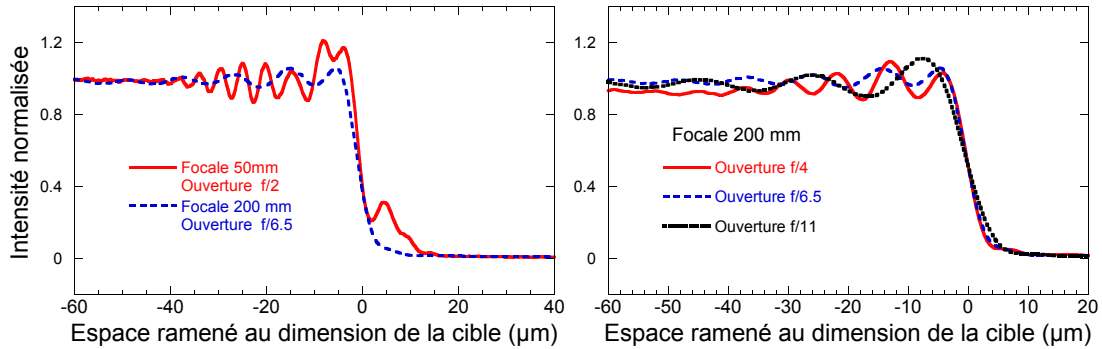 Intensité normalisée
1.2
0.8
0.4
0
-60 -40 -20 0 20 40
Espace ramené au dimension de la cible (µm)
Focale 50mm
Ouverture f/2
Focale 200 mm
Ouverture f/6.5
1.2
0.8
0.4
0
-60 -50 -40 -30 -20 -10 0 10 20
Espace ramené au dimension de la cible (µm)
Focale 200 mm
Ouverture f/4
Ouverture f/6.5
Ouverture f/11